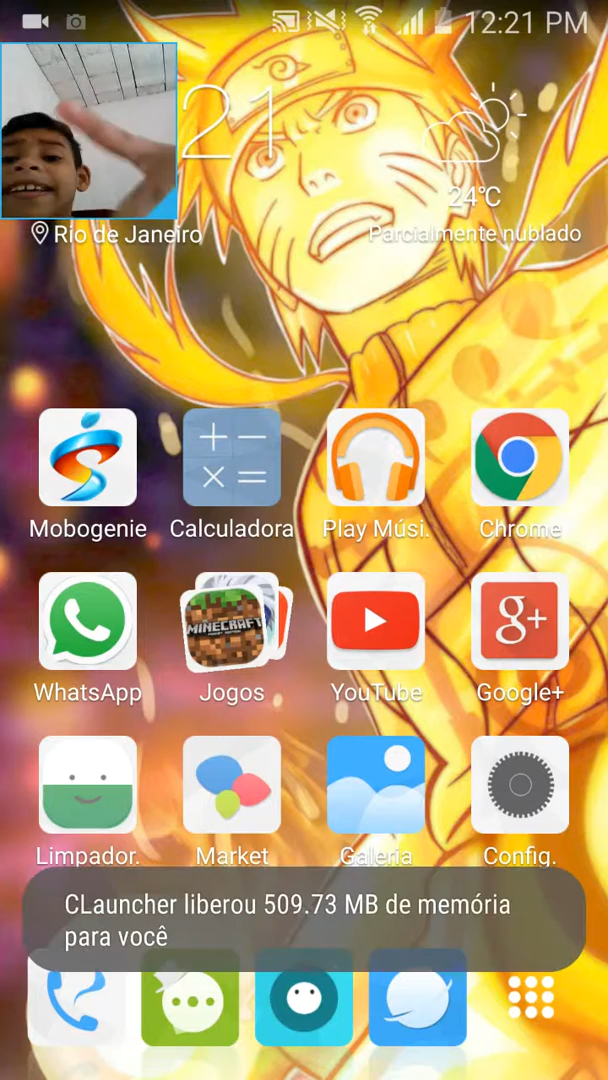 12:21 PM
21
24℃
Rio de Janeiro
Parcialmente nublado
Mobogenie
Calculadora
Play Músi.
Chrome
MINECRAFT
g+
WhatsApp
Jogos
YouTube
Google+
Limpador.
Market
Galeria
Config.
CLauncher liberou 509.73 MB de memória
para você